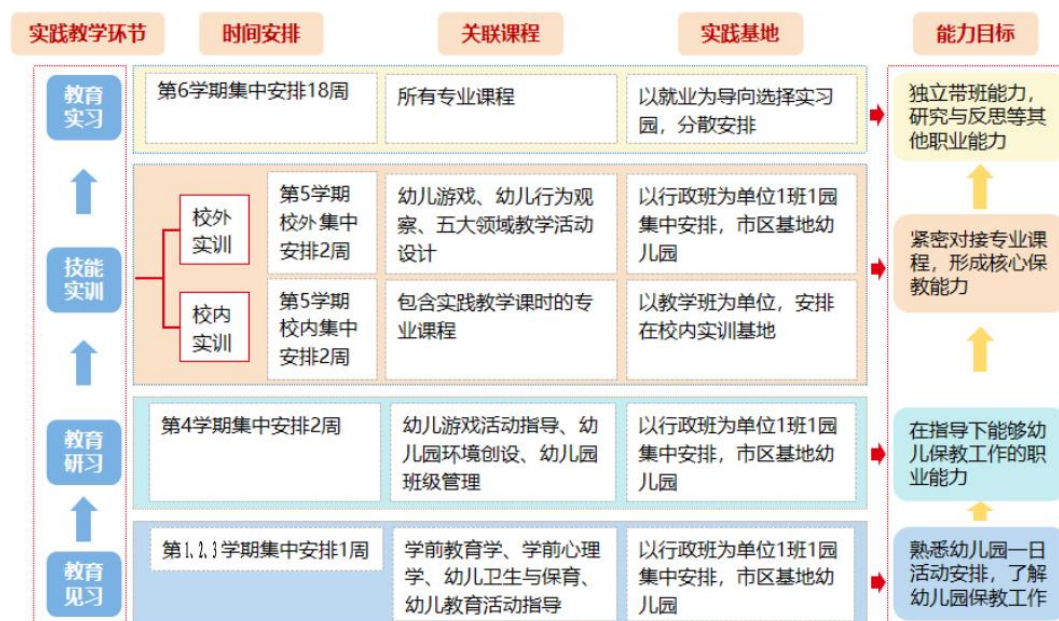 实践教学环节
时间安排
关联课程
实践基地
能力目标
教育
实习
第6学期集中安排18周
所有专业课程
以就业为导向选择实习
园，分散安排
独立带班能力，
研究与反思等其
他职业能力
技能
实训
校外
实训
第5学期
校外集中
安排2周
幼儿游戏、幼儿行为观
察、五大领域教学活动
设计
以行政班为单位1班1园
集中安排，市区基地幼
儿园
紧密对接专业课
程，形成核心保
教能力
校内
实训
第5学期
校内集中
安排2周
包含实践教学课时的专
业课程
以教学班为单位，安排
在校内实训基地
教育
研习
第4学期集中安排2周
幼儿游戏活动指导、幼
儿园环境创设、幼儿园
班级管理
以行政班为单位1班1园
集中安排，市区基地幼
儿园
在指导下能够幼
儿保教工作的职
业能力
教育
见习
第1,2,3学期集中安排1周
学前教育学、学前心理
学、幼儿卫生与保育、
幼儿教育活动指导
以行政班为单位1班1园
集中安排，市区基地幼
儿园
熟悉幼儿园一日
活动安排，了解
幼儿园保教工作